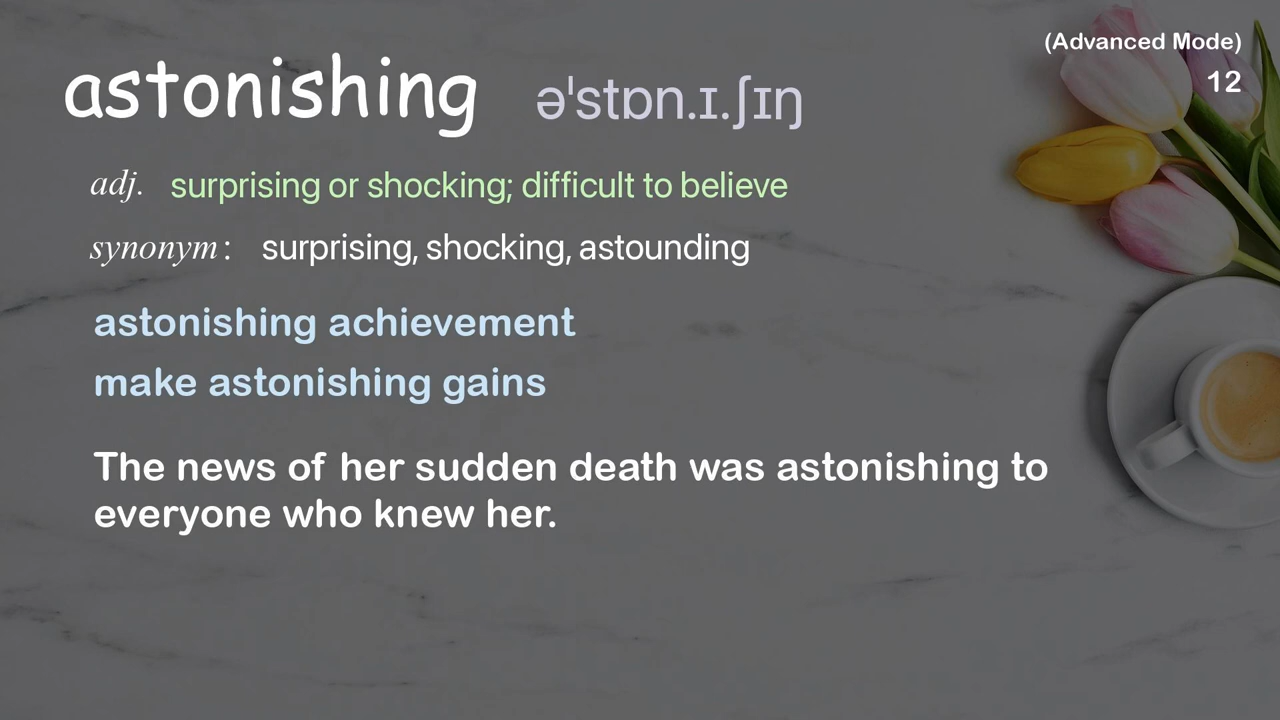 (Advanced Mode)
12
astonishing əˈstɒn.ɪ.ʃɪŋ
adj. surprising or shocking; difficult to believe
synonym: surprising, shocking, astounding
astonishing achievement
make astonishing gains
The news of her sudden death was astonishing to
everyone who knew her.